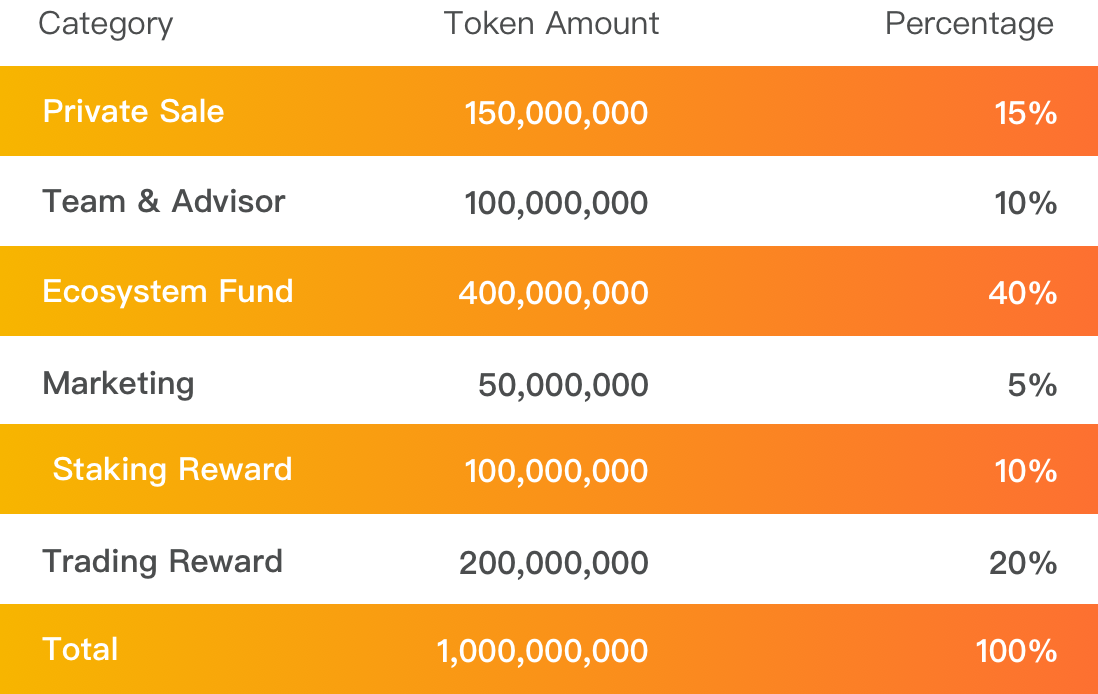 Category Token Amount Percentage
Private Sale 150,000,000 15%
Team & Advisor 100,000,000 10%
Ecosystem Fund 400,000,000 40%
Marketing 50,000,000 5%
Staking Reward 100,000,000 10%
Trading Reward 200,000,000 20%
Total 1,000,000,000 100%